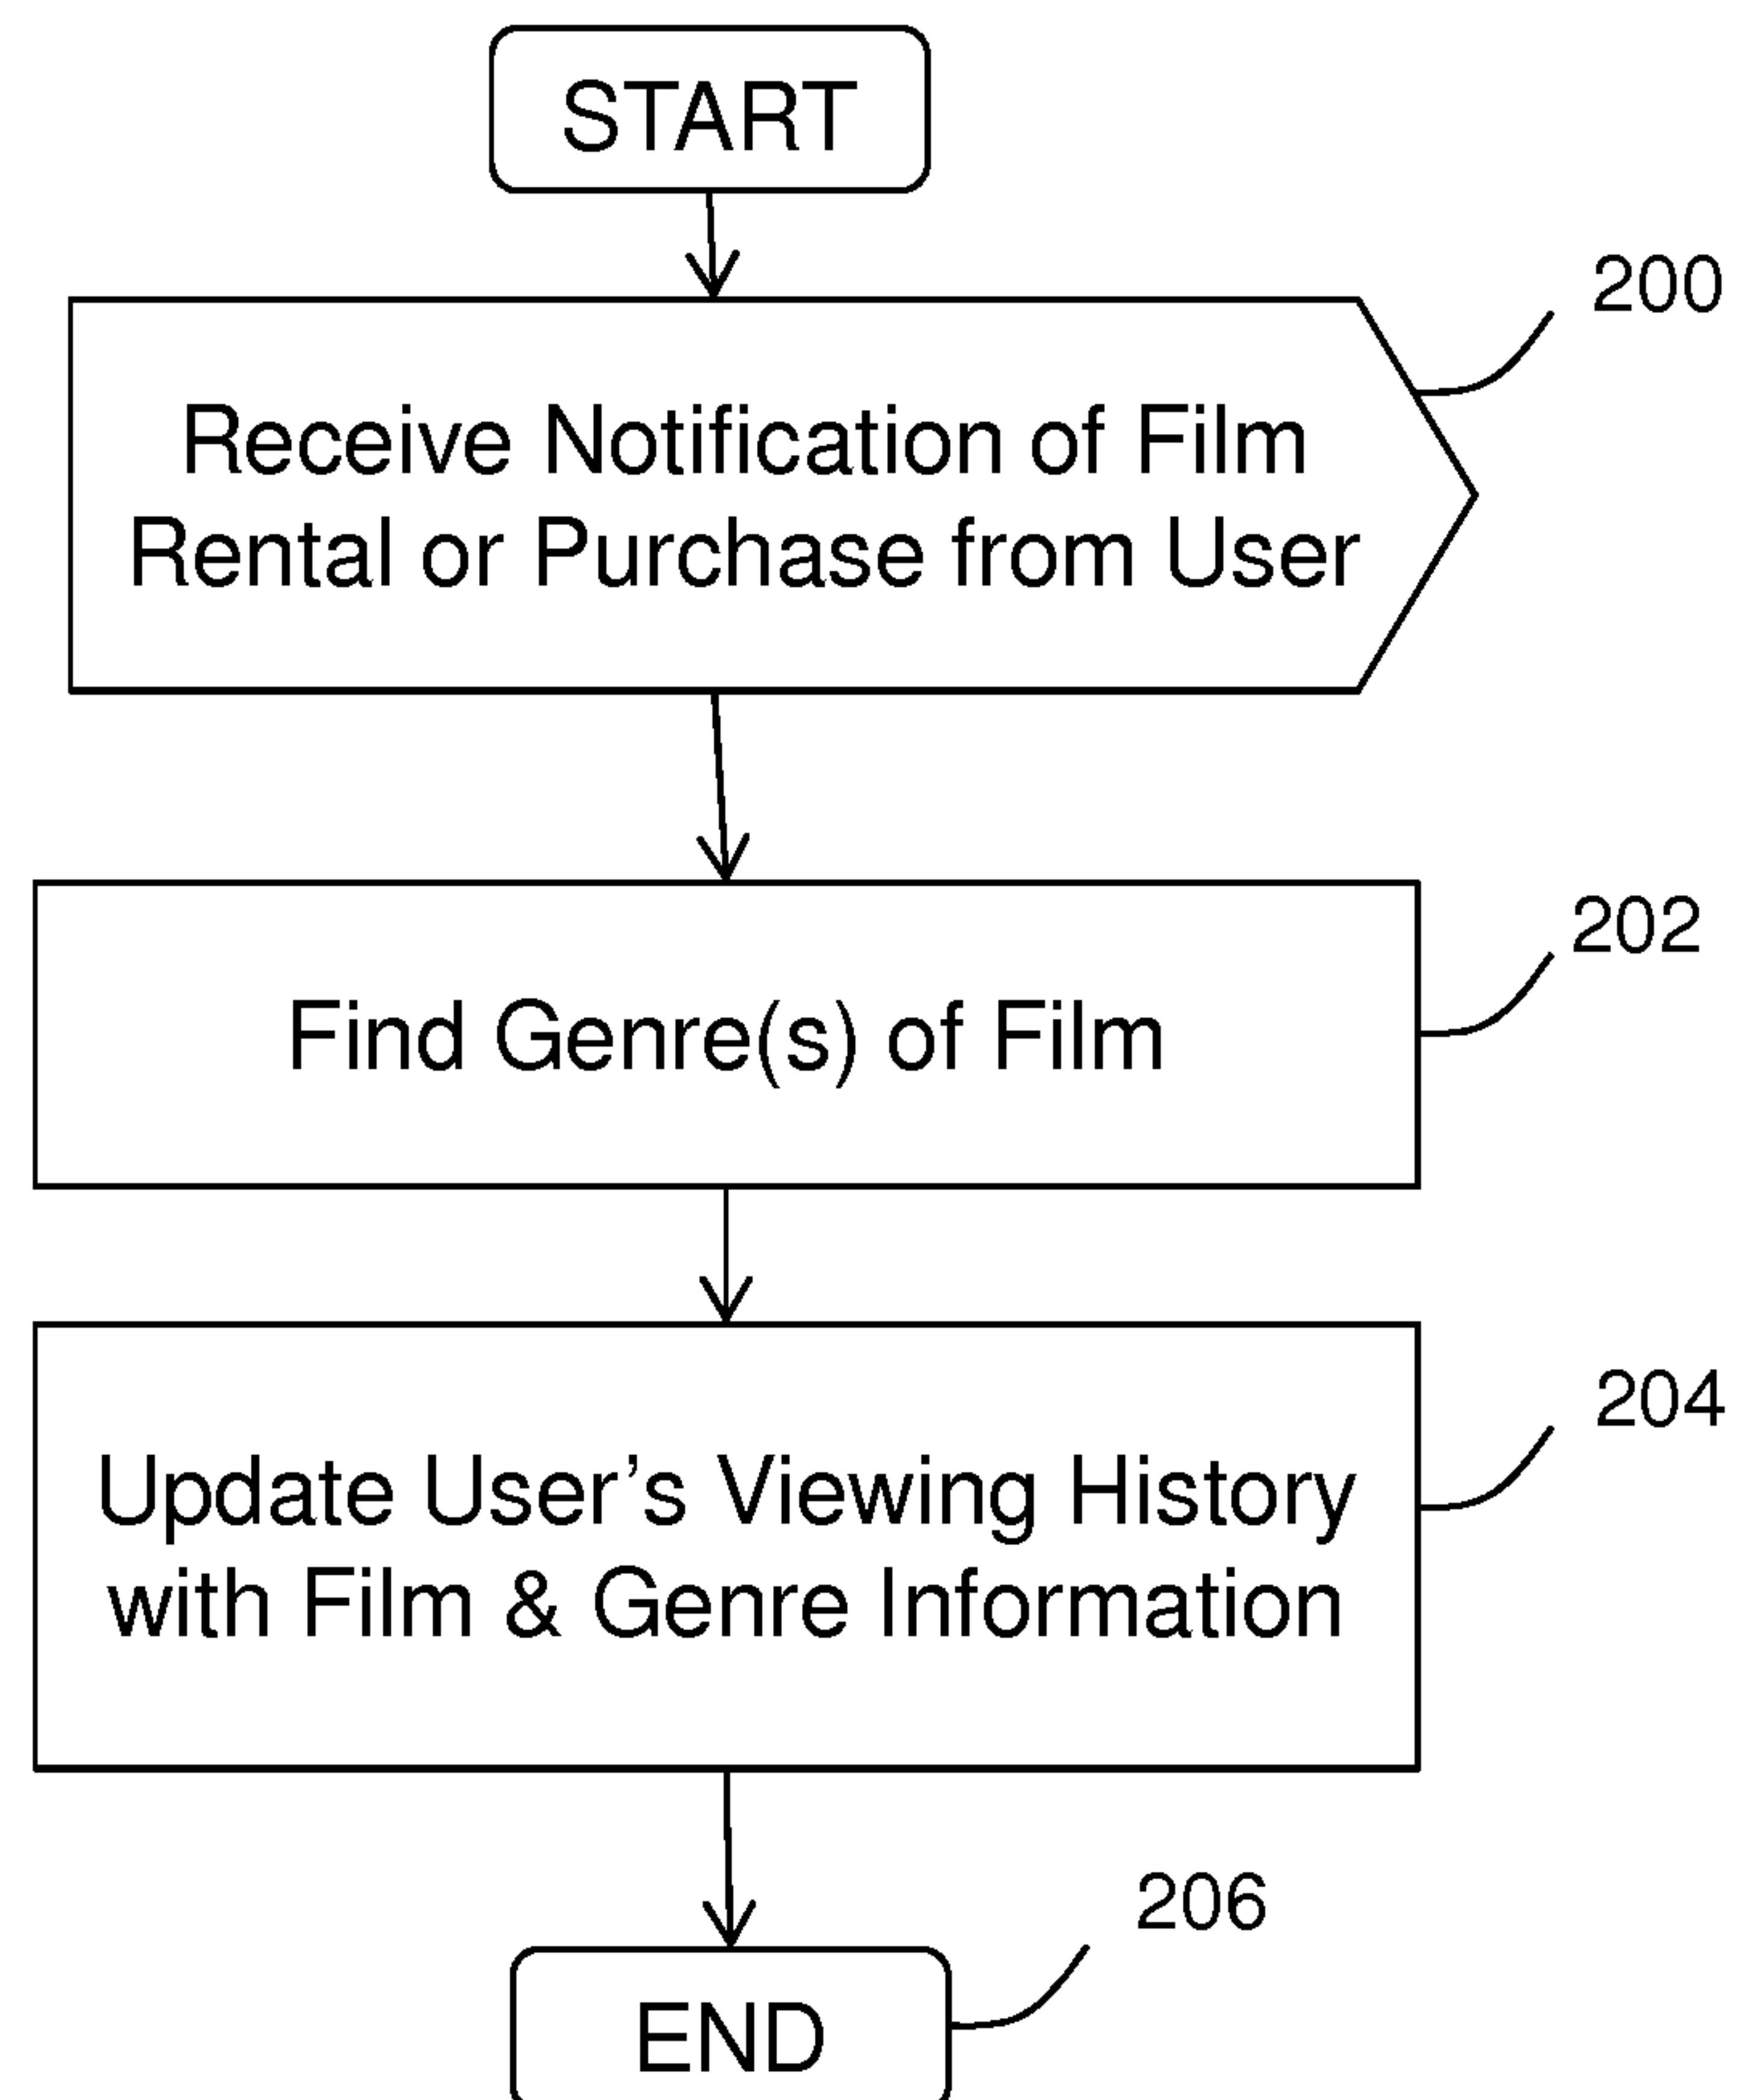 START
200
Receive Notification of Film
Rental or Purchase from User
202
Find Genre(s) of Film
204
Update User’s Viewing History
with Film & Genre Information
206
END